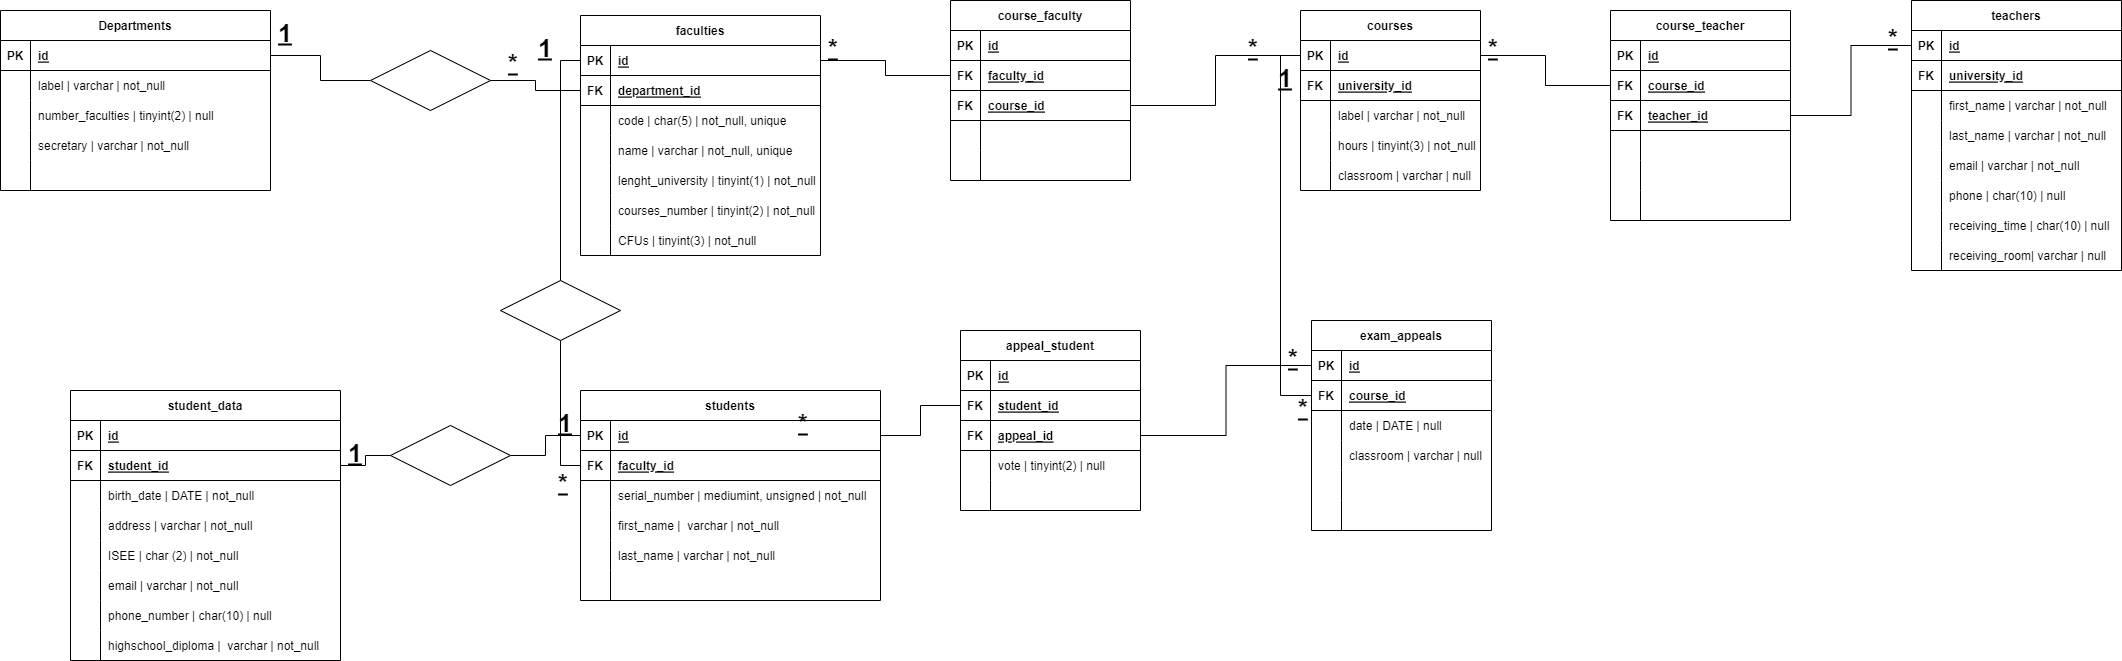 Departments
PK id
label | varchar | not_null
number_faculties | tinyint(2) | null
secretary | varchar | not_null
1
*
1
faculties
PK id
FK department_id
code | char(5) | not_null, unique
name | varchar | not_null, unique
lenght_university | tinyint(1) | not_null
courses_number | tinyint(2) | not_null
CFUs | tinyint(3) | not_null
*
course_faculty
PK id
FK faculty_id
FK course_id
*
1
courses
PK id
FK university_id
label | varchar | not_null
hours | tinyint(3) | not_null
classroom | varchar | null
*
course_teacher
PK id
FK course_id
FK teacher_id
*
teachers
PK id
FK university_id
first_name | varchar | not_null
last_name | varchar | not_null
email | varchar | not_null
phone | char(10) | null
receiving_time | char(10) | null
receiving_room| varchar | null
student_data
PK id
FK student_id
birth_date | DATE | not_null
address | varchar | not_null
ISEE | char (2) | not_null
email | varchar | not_null
phone_number | char(10) | null
highschool_diploma | varchar | not_null
1
1
*
students
PK id
FK faculty_id
serial_number | mediumint, unsigned | not_null
first_name | varchar | not_null
last_name | varchar | not_null
*
appeal_student
PK id
FK student_id
FK appeal_id
vote | tinyint(2) | null
*
*
exam_appeals
PK id
FK course_id
date | DATE | null
classroom | varchar | null